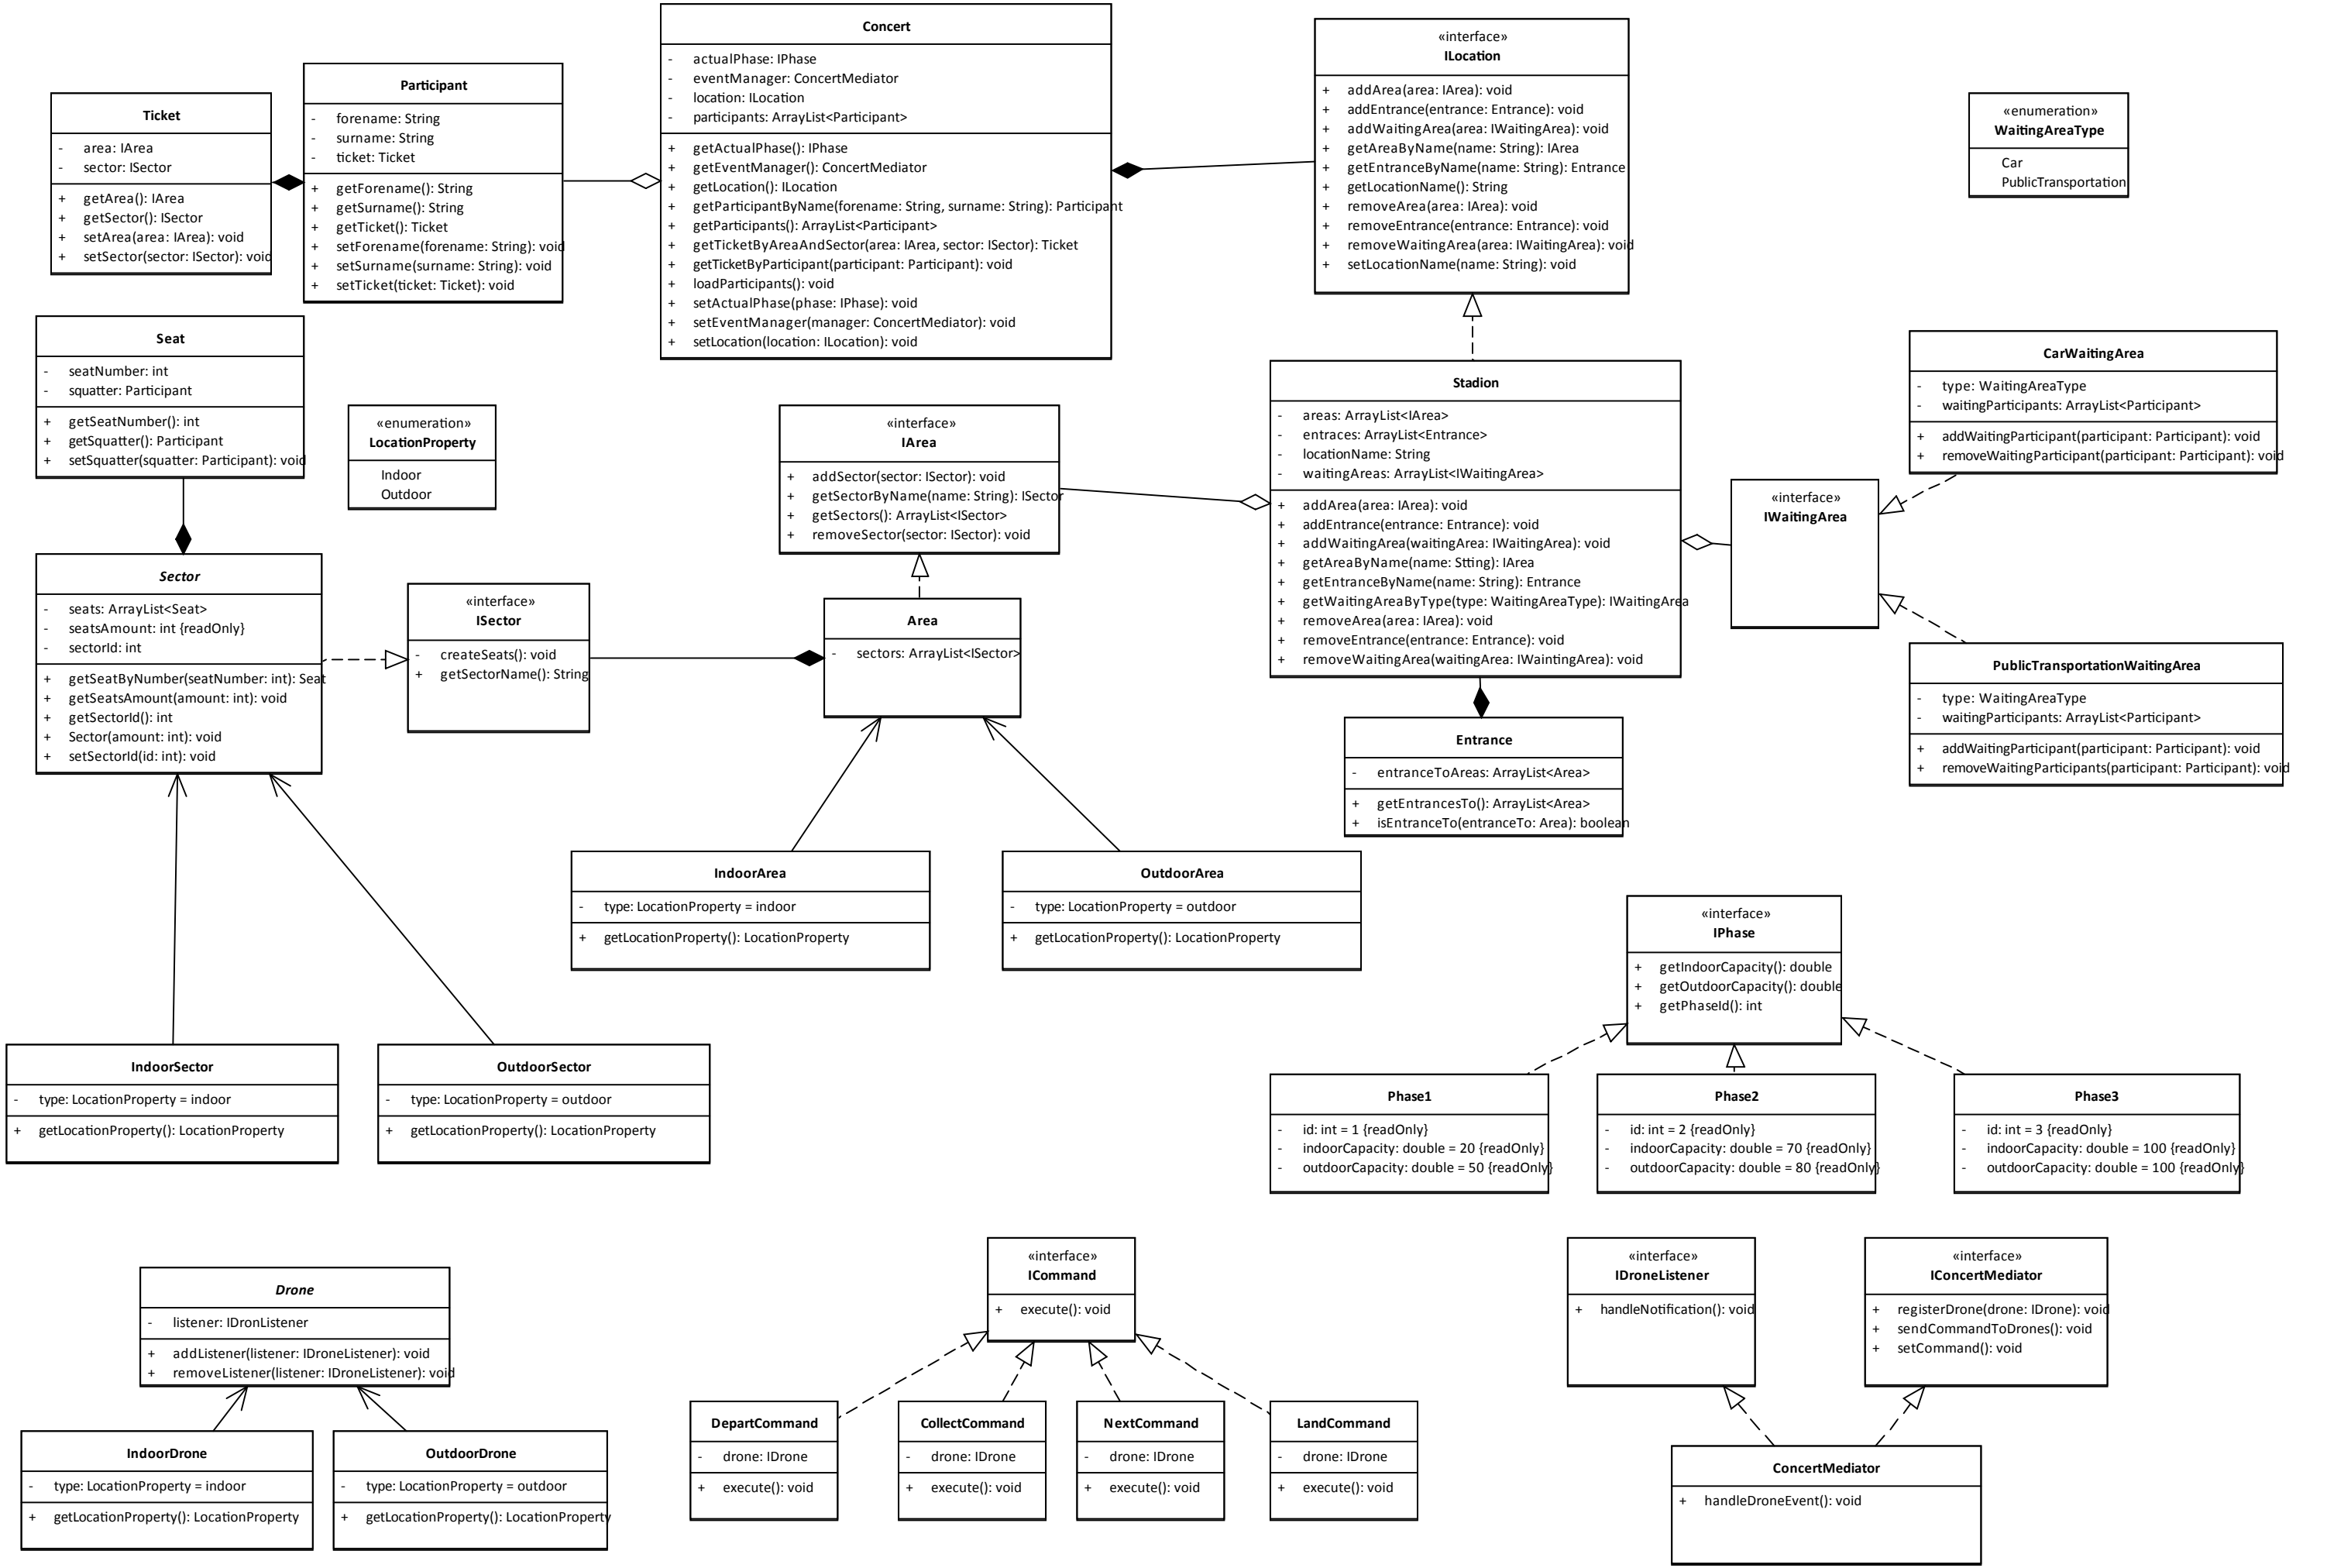 Concert
- actualPhase: IPhase
- eventManager: ConcertMediator
- location: ILocation
- participants: ArrayList<Participant>
+ getActualPhase(): IPhase
+ getEventManager(): ConcertMediator
+ getLocation(): ILocation
+ getParticipantByName(forename: String, surname: String): Participant
+ getParticipants(): ArrayList<Participant>
+ getTicketByAreaAndSector(area: IArea, sector: ISector): Ticket
+ getTicketByParticipant(participant: Participant): void
+ loadParticipants(): void
+ setActualPhase(phase: IPhase): void
+ setEventManager(manager: ConcertMediator): void
+ setLocation(location: ILocation): void
«interface»
ILocation
+ addArea(area: IArea): void
+ addEntrance(entrance: Entrance): void
+ addWaitingArea(area: IWaitingArea): void
+ getAreaByName(name: String): IArea
+ getEntranceByName(name: String): Entrance
+ getLocationName(): String
+ removeArea(area: IArea): void
+ removeEntrance(entrance: Entrance): void
+ removeWaitingArea(area: IWaitingArea): void
+ setLocationName(name: String): void
Participant
- forename: String
- surname: String
- ticket: Ticket
+ getForename(): String
+ getSurname(): String
+ getTicket(): Ticket
+ setForename(forename: String): void
+ setSurname(surname: String): void
+ setTicket(ticket: Ticket): void
Ticket
- area: IArea
- sector: ISector
+ getArea(): IArea
+ getSector(): ISector
+ setArea(area: IArea): void
+ setSector(sector: ISector): void
«enumeration»
WaitingAreaType
Car
PublicTransportation
Seat
- seatNumber: int
- squatter: Participant
+ getSeatNumber(): int
+ getSquatter(): Participant
+ setSquatter(squatter: Participant): void
«enumeration»
LocationProperty
Indoor
Outdoor
«interface»
IArea
+ addSector(sector: ISector): void
+ getSectorByName(name: String): ISector
+ getSectors(): ArrayList<ISector>
+ removeSector(sector: ISector): void
Stadion
- areas: ArrayList<IArea>
- entraces: ArrayList<Entrance>
- locationName: String
- waitingAreas: ArrayList<IWaitingArea>
+ addArea(area: IArea): void
+ addEntrance(entrance: Entrance): void
+ addWaitingArea(waitingArea: IWaitingArea): void
+ getAreaByName(name: Stting): IArea
+ getEntranceByName(name: String): Entrance
+ getWaitingAreaByType(type: WaitingAreaType): IWaitingArea
+ removeArea(area: IArea): void
+ removeEntrance(entrance: Entrance): void
+ removeWaitingArea(waitingArea: IWaintingArea): void
CarWaitingArea
- type: WaitingAreaType
- waitingParticipants: ArrayList<Participant>
+ addWaitingParticipant(participant: Participant): void
+ removeWaitingParticipant(participant: Participant): void
«interface»
IWaitingArea
PublicTransportationWaitingArea
- type: WaitingAreaType
- waitingParticipants: ArrayList<Participant>
+ addWaitingParticipant(participant: Participant): void
+ removeWaitingParticipants(participant: Participant): void
Sector
- seats: ArrayList<Seat>
- seatsAmount: int {readOnly}
- sectorId: int
+ getSeatByNumber(seatNumber: int): Seat
+ getSeatsAmount(amount: int): void
+ getSectorId(): int
+ Sector(amount: int): void
+ setSectorId(id: int): void
«interface»
ISector
- createSeats(): void
+ getSectorName(): String
Area
- sectors: ArrayList<ISector>
Entrance
- entranceToAreas: ArrayList<Area>
+ getEntrancesTo(): ArrayList<Area>
+ isEntranceTo(entranceTo: Area): boolean
IndoorArea
- type: LocationProperty = indoor
+ getLocationProperty(): LocationProperty
OutdoorArea
- type: LocationProperty = outdoor
+ getLocationProperty(): LocationProperty
«interface»
IPhase
+ getIndoorCapacity(): double
+ getOutdoorCapacity(): double
+ getPhaseId(): int
IndoorSector
- type: LocationProperty = indoor
+ getLocationProperty(): LocationProperty
OutdoorSector
- type: LocationProperty = outdoor
+ getLocationProperty(): LocationProperty
Phase1
- id: int = 1 {readOnly}
- indoorCapacity: double = 20 {readOnly}
- outdoorCapacity: double = 50 {readOnly}
Phase2
- id: int = 2 {readOnly}
- indoorCapacity: double = 70 {readOnly}
- outdoorCapacity: double = 80 {readOnly}
Phase3
- id: int = 3 {readOnly}
- indoorCapacity: double = 100 {readOnly}
- outdoorCapacity: double = 100 {readOnly}
Drone
- listener: IDronListener
+ addListener(listener: IDroneListener): void
+ removeListener(listener: IDroneListener): void
IndoorDrone
- type: LocationProperty = indoor
+ getLocationProperty(): LocationProperty
OutdoorDrone
- type: LocationProperty = outdoor
+ getLocationProperty(): LocationProperty
«interface»
ICommand
+ execute(): void
DepartCommand
- drone: IDrone
+ execute(): void
CollectCommand
- drone: IDrone
+ execute(): void
NextCommand
- drone: IDrone
+ execute(): void
LandCommand
- drone: IDrone
+ execute(): void
«interface»
IDroneListener
+ handleNotification(): void
«interface»
IConcertMediator
+ registerDrone(drone: IDrone): void
+ sendCommandToDrones(): void
+ setCommand(): void
ConcertMediator
+ handleDroneEvent(): void